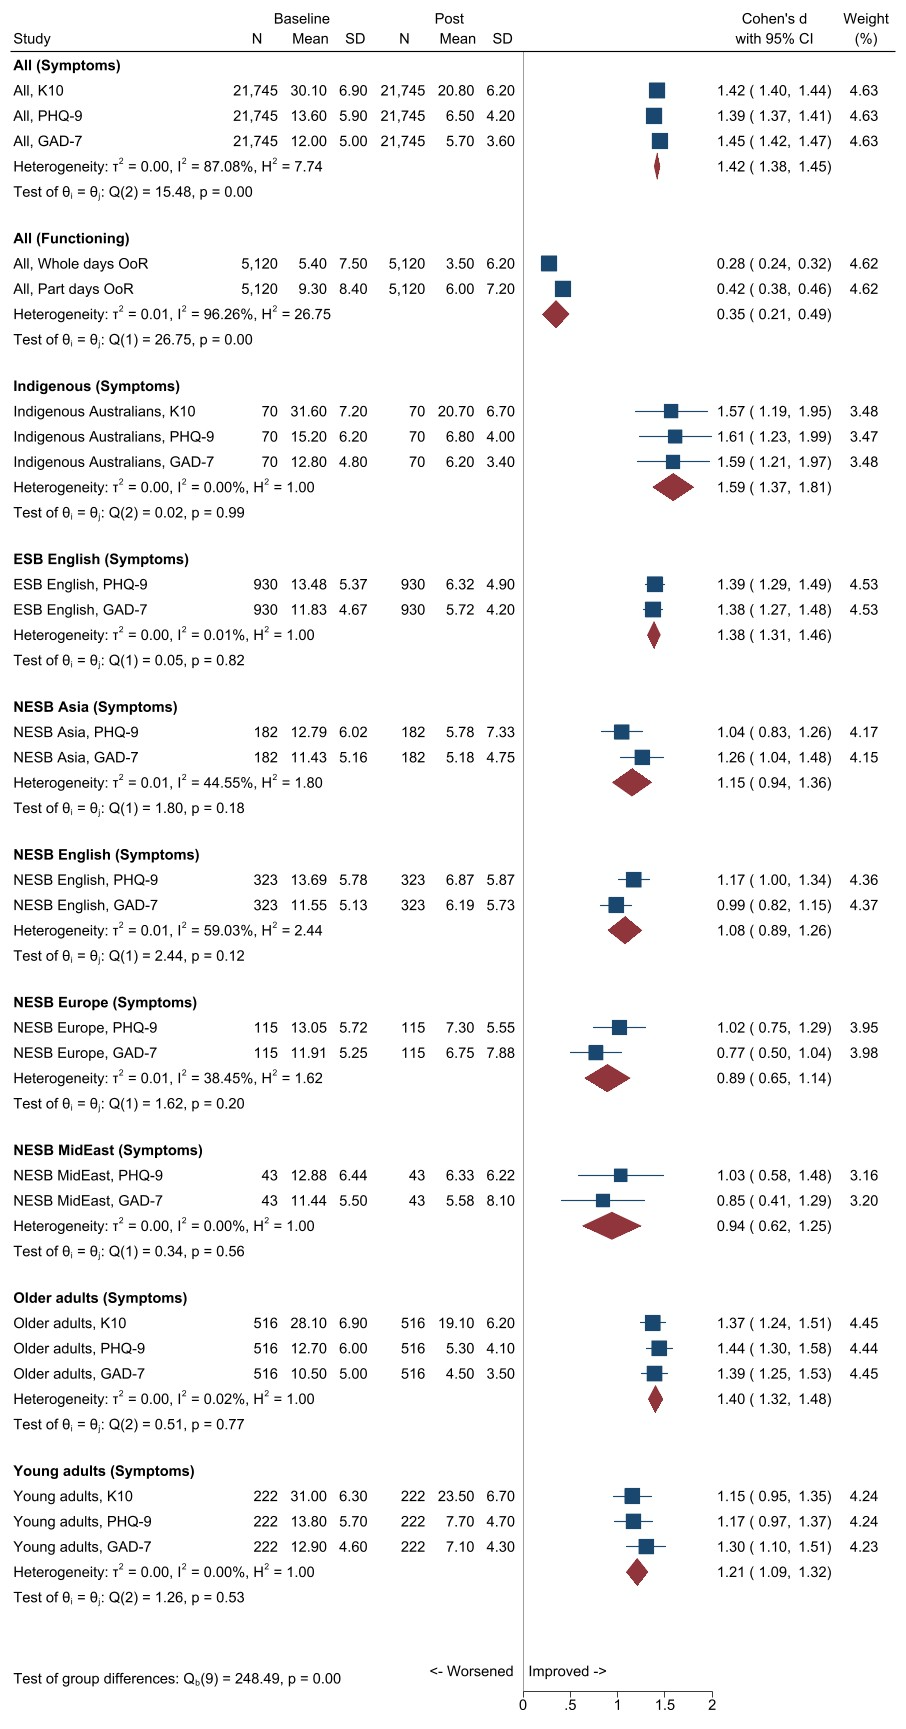 Baseline Post Cohen's d Weight
Study N Mean SD N Mean SD with 95% CI (%)
All (Symptoms)
All, K10 21,745 30.10 6.90 21,745 20.80 6.20 1.42 ( 1.40, 1.44) 4.63
All, PHQ-9 21,745 13.60 5.90 21,745 6.50 4.20 1.39 ( 1.37, 1.41) 4.63
All, GAD-7 21,745 12.00 5.00 21,745 5.70 3.60 1.45 ( 1.42, 1.47) 4.63
Heterogeneity: τ² = 0.00, I² = 87.08%, H² = 7.74 1.42 ( 1.38, 1.45)
Test of θᵢ = θⱼ: Q(2) = 15.48, p = 0.00
All (Functioning)
All, Whole days OoR 5,120 5.40 7.50 5,120 3.50 6.20 0.28 ( 0.24, 0.32) 4.62
All, Part days OoR 5,120 9.30 8.40 5,120 6.00 7.20 0.42 ( 0.38, 0.46) 4.62
Heterogeneity: τ² = 0.01, I² = 96.26%, H² = 26.75 0.35 ( 0.21, 0.49)
Test of θᵢ = θⱼ: Q(1) = 26.75, p = 0.00
Indigenous (Symptoms)
Indigenous Australians, K10 70 31.60 7.20 70 20.70 6.70 1.57 ( 1.19, 1.95) 3.48
Indigenous Australians, PHQ-9 70 15.20 6.20 70 6.80 4.00 1.61 ( 1.23, 1.99) 3.47
Indigenous Australians, GAD-7 70 12.80 4.80 70 6.20 3.40 1.59 ( 1.21, 1.97) 3.48
Heterogeneity: τ² = 0.00, I² = 0.00%, H² = 1.00 1.59 ( 1.37, 1.81)
Test of θᵢ = θⱼ: Q(2) = 0.02, p = 0.99
ESB English (Symptoms)
ESB English, PHQ-9 930 13.48 5.37 930 6.32 4.90 1.39 ( 1.29, 1.49) 4.53
ESB English, GAD-7 930 11.83 4.67 930 5.72 4.20 1.38 ( 1.27, 1.48) 4.53
Heterogeneity: τ² = 0.00, I² = 0.01%, H² = 1.00 1.38 ( 1.31, 1.46)
Test of θᵢ = θⱼ: Q(1) = 0.05, p = 0.82
NESB Asia (Symptoms)
NESB Asia, PHQ-9 182 12.79 6.02 182 5.78 7.33 1.04 ( 0.83, 1.26) 4.17
NESB Asia, GAD-7 182 11.43 5.16 182 5.18 4.75 1.26 ( 1.04, 1.48) 4.15
Heterogeneity: τ² = 0.01, I² = 44.55%, H² = 1.80 1.15 ( 0.94, 1.36)
Test of θᵢ = θⱼ: Q(1) = 1.80, p = 0.18
NESB English (Symptoms)
NESB English, PHQ-9 323 13.69 5.78 323 6.87 5.87 1.17 ( 1.00, 1.34) 4.36
NESB English, GAD-7 323 11.55 5.13 323 6.19 5.73 0.99 ( 0.82, 1.15) 4.37
Heterogeneity: τ² = 0.01, I² = 59.03%, H² = 2.44 1.08 ( 0.89, 1.26)
Test of θᵢ = θⱼ: Q(1) = 2.44, p = 0.12
NESB Europe (Symptoms)
NESB Europe, PHQ-9 115 13.05 5.72 115 7.30 5.55 1.02 ( 0.75, 1.29) 3.95
NESB Europe, GAD-7 115 11.91 5.25 115 6.75 7.88 0.77 ( 0.50, 1.04) 3.98
Heterogeneity: τ² = 0.01, I² = 38.45%, H² = 1.62 0.89 ( 0.65, 1.14)
Test of θᵢ = θⱼ: Q(1) = 1.62, p = 0.20
NESB MidEast (Symptoms)
NESB MidEast, PHQ-9 43 12.88 6.44 43 6.33 6.22 1.03 ( 0.58, 1.48) 3.16
NESB MidEast, GAD-7 43 11.44 5.50 43 5.58 8.10 0.85 ( 0.41, 1.29) 3.20
Heterogeneity: τ² = 0.00, I² = 0.00%, H² = 1.00 0.94 ( 0.62, 1.25)
Test of θᵢ = θⱼ: Q(1) = 0.34, p = 0.56
Older adults (Symptoms)
Older adults, K10 516 28.10 6.90 516 19.10 6.20 1.37 ( 1.24, 1.51) 4.45
Older adults, PHQ-9 516 12.70 6.00 516 5.30 4.10 1.44 ( 1.30, 1.58) 4.44
Older adults, GAD-7 516 10.50 5.00 516 4.50 3.50 1.39 ( 1.25, 1.53) 4.45
Heterogeneity: τ² = 0.00, I² = 0.02%, H² = 1.00 1.40 ( 1.32, 1.48)
Test of θᵢ = θⱼ: Q(2) = 0.51, p = 0.77
Young adults (Symptoms)
Young adults, K10 222 31.00 6.30 222 23.50 6.70 1.15 ( 0.95, 1.35) 4.24
Young adults, PHQ-9 222 13.80 5.70 222 7.70 4.70 1.17 ( 0.97, 1.37) 4.24
Young adults, GAD-7 222 12.90 4.60 222 7.10 4.30 1.30 ( 1.10, 1.51) 4.23
Heterogeneity: τ² = 0.00, I² = 0.00%, H² = 1.00 1.21 ( 1.09, 1.32)
Test of θᵢ = θⱼ: Q(2) = 1.26, p = 0.53
<- Worsened Improved ->
Test of group differences: Q_b(9) = 248.49, p = 0.00
0 .5 1 1.5 2